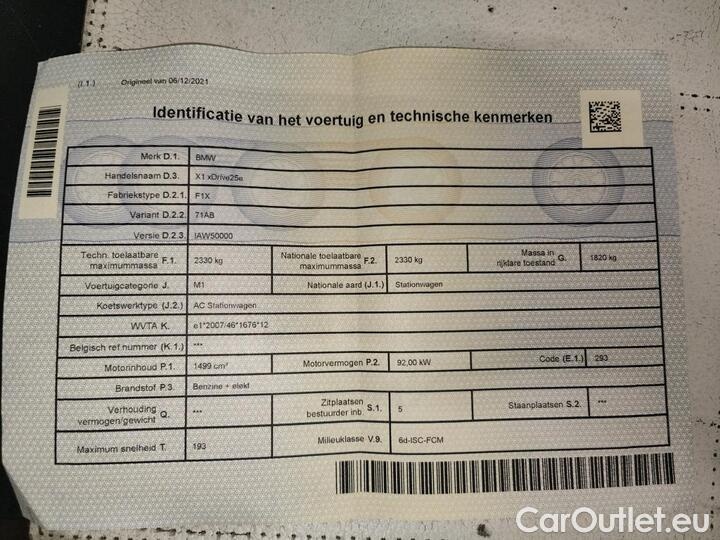 (I.1.) Origineel van 06/12/2021
Identificatie van het voertuig en technische kenmerken
Merk D.1. BMW
Handelsnaam D.3. X1 xDrive25e
Fabriekstype D.2.1. F1X
Variant D.2.2. 71AB
Versie D.2.3. IAW50000
Techn. toelaatbare maximummassa F.1. 2330 kg Nationale toelaatbare maximummassa F.2. 2330 kg Massa in rijklare toestand G. 1820 kg
Voertuigcategorie J. M1 Nationale aard (J.1.) Stationwagen
Koetswerktype (J.2.) AC Stationwagen
WVTA K. e1*2007/46*1676*12
Belgisch ref.nummer (K.1.) ***
Motorinhoud P.1. 1499 cm³ Motorvermogen P.2. 92,00 kW Code (E.1.) 293
Brandstof P.3. Benzine + elekt
Verhouding vermogen/gewicht Q. *** Zitplaatsen bestuurder inb. S.1. 5 Staanplaatsen S.2. ***
Maximum snelheid T. 193 Milieuklasse V.9. 6d-ISC-FCM
CarOutlet.eu